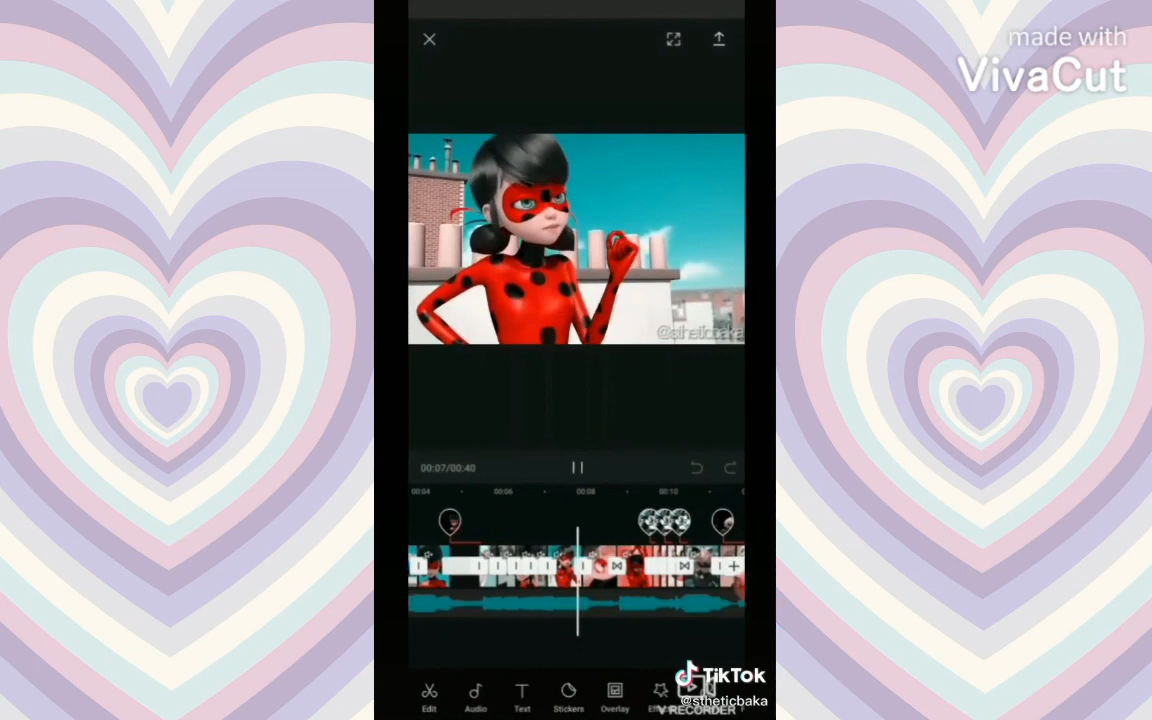 made with
VivaCut
@stheticbaka
00:07/00:40
00:04 00:06 00:08 00:10
Edit Audio Text Stickers Overlay
TikTok
@stheticbaka
V RECORDER